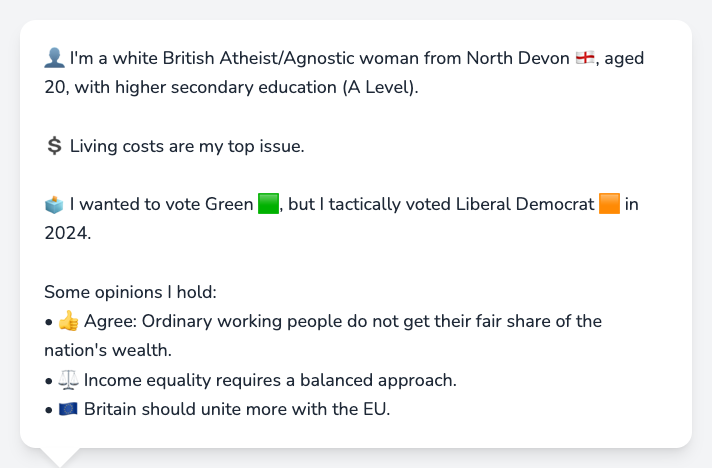 👤 I'm a white British Atheist/Agnostic woman from North Devon 🏴󠁧󠁢󠁥󠁮󠁧󠁿, aged
20, with higher secondary education (A Level).
💲 Living costs are my top issue.
🗳️ I wanted to vote Green 🟩, but I tactically voted Liberal Democrat 🟧 in
2024.
Some opinions I hold:
• 👍 Agree: Ordinary working people do not get their fair share of the
nation's wealth.
• ⚖️ Income equality requires a balanced approach.
• 🇪🇺 Britain should unite more with the EU.